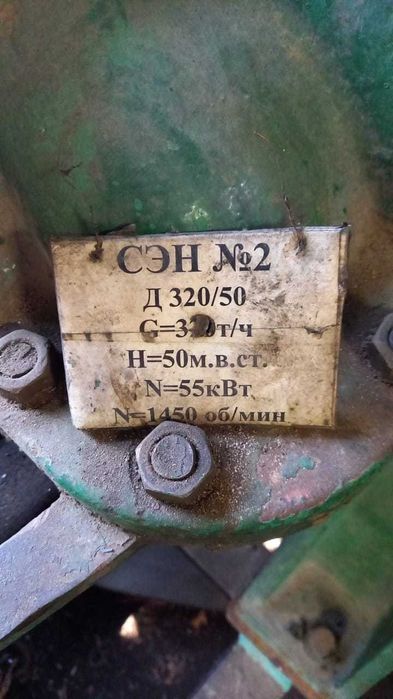 СЭН №2
Д 320/50
H=50м.в.ст.
N=55кВт
N=1450 об/мин